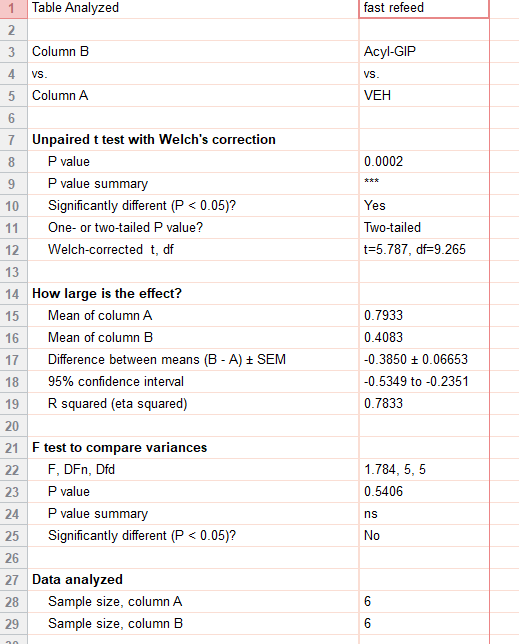 1 Table Analyzed fast refeed
2
3 Column B Acyl-GIP
4 vs. vs.
5 Column A VEH
6
7 Unpaired t test with Welch's correction
8 P value 0.0002
9 P value summary ***
10 Significantly different (P < 0.05)? Yes
11 One- or two-tailed P value? Two-tailed
12 Welch-corrected t, df t=5.787, df=9.265
13
14 How large is the effect?
15 Mean of column A 0.7933
16 Mean of column B 0.4083
17 Difference between means (B - A) ± SEM -0.3850 ± 0.06653
18 95% confidence interval -0.5349 to -0.2351
19 R squared (eta squared) 0.7833
20
21 F test to compare variances
22 F, DFn, Dfd 1.784, 5, 5
23 P value 0.5406
24 P value summary ns
25 Significantly different (P < 0.05)? No
26
27 Data analyzed
28 Sample size, column A 6
29 Sample size, column B 6